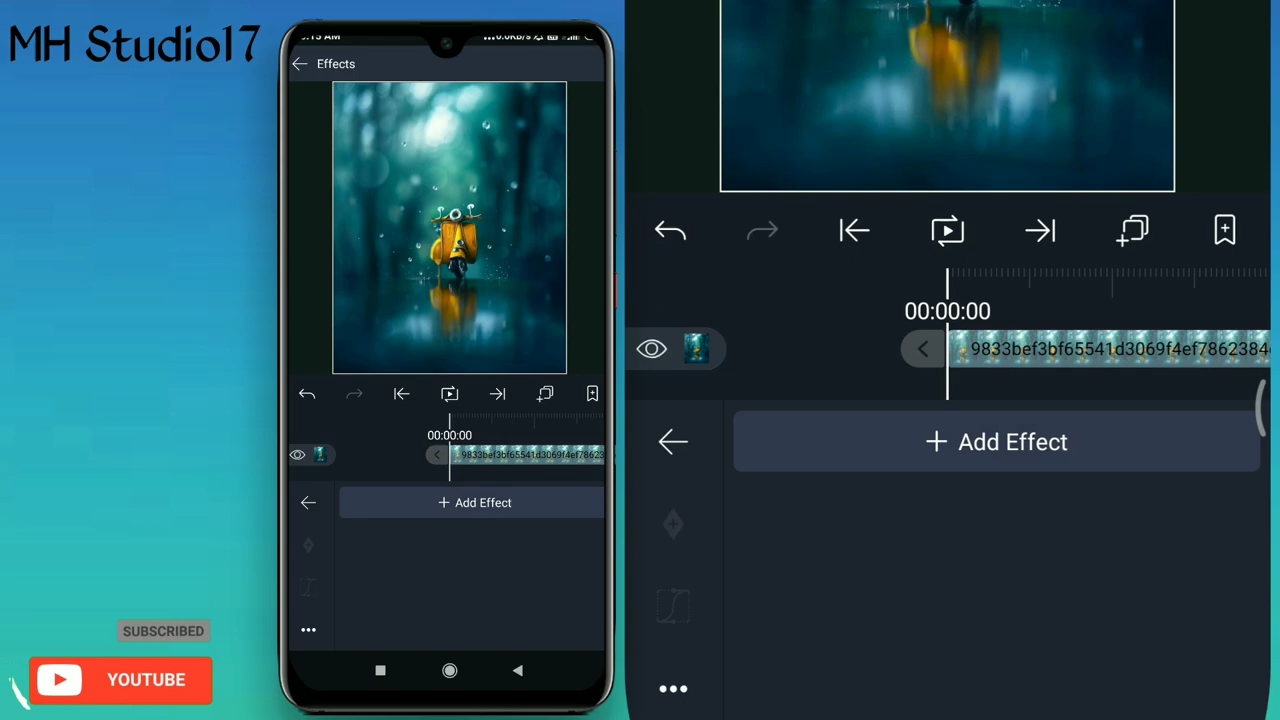 MH Studio17
Effects
00:00:00
9833bef3bf65541d3069f4ef78623
+ Add Effect
SUBSCRIBED
YOUTUBE
00:00:00
9833bef3bf65541d3069f4ef7862384
+ Add Effect